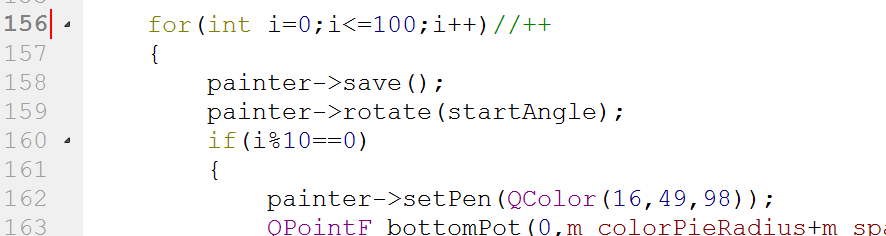 156 for(int i=0;i<=100;i++)//++
157 {
158 painter->save();
159 painter->rotate(startAngle);
160 if(i%10==0)
161 {
162 painter->setPen(QColor(16,49,98));
163 QPointF bottomPot(0,m_colorPieRadius+m_spa